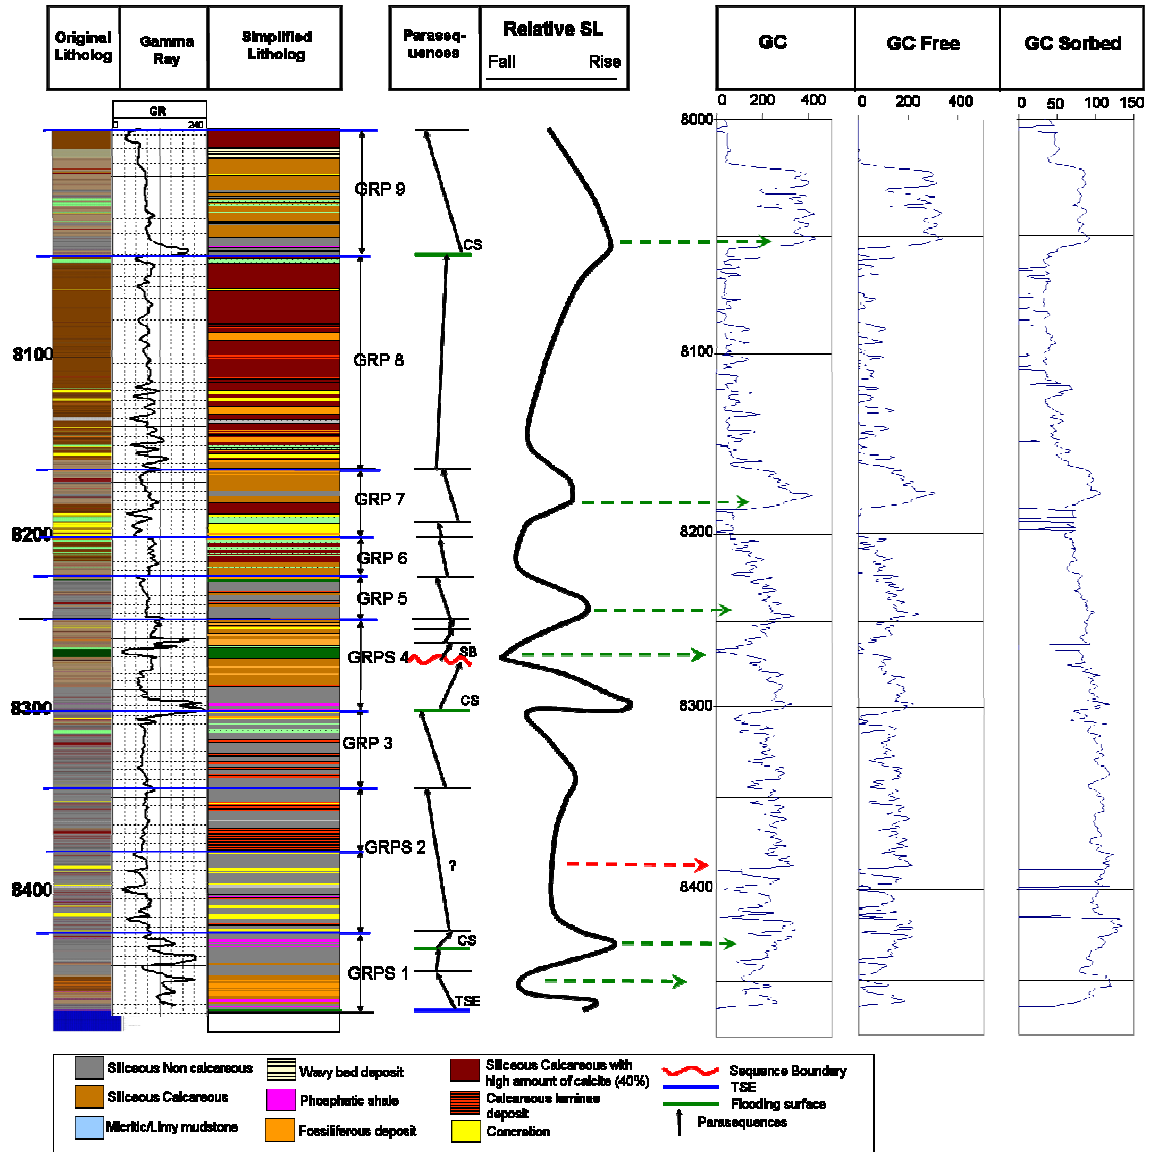 Original
Litholog
Gamma
Ray
Simplified
Litholog
Paraseq-
uences
Relative SL
Fall Rise
GC
GC Free
GC Sorbed
GR
0 240
0 200 400
0 200 400
0 50 100 150
8000
GRP 9
CS
8100
GRP 8
8100
GRP 7
8200
8200
GRP 6
GRP 5
GRPS 4
SB
CS
8300
8300
GRP 3
GRPS 2
?
8400
8400
CS
GRPS 1
TSE
Siliceous Non calcareous
Siliceous Calcareous
Micritic/Limy mudstone
Wavy bed deposit
Phosphatic shale
Fossiliferous deposit
Siliceous Calcareous with
high amount of calcite (40%)
Calcareous laminae
deposit
Concretion
Sequence Boundary
TSE
Flooding surface
Parasequences